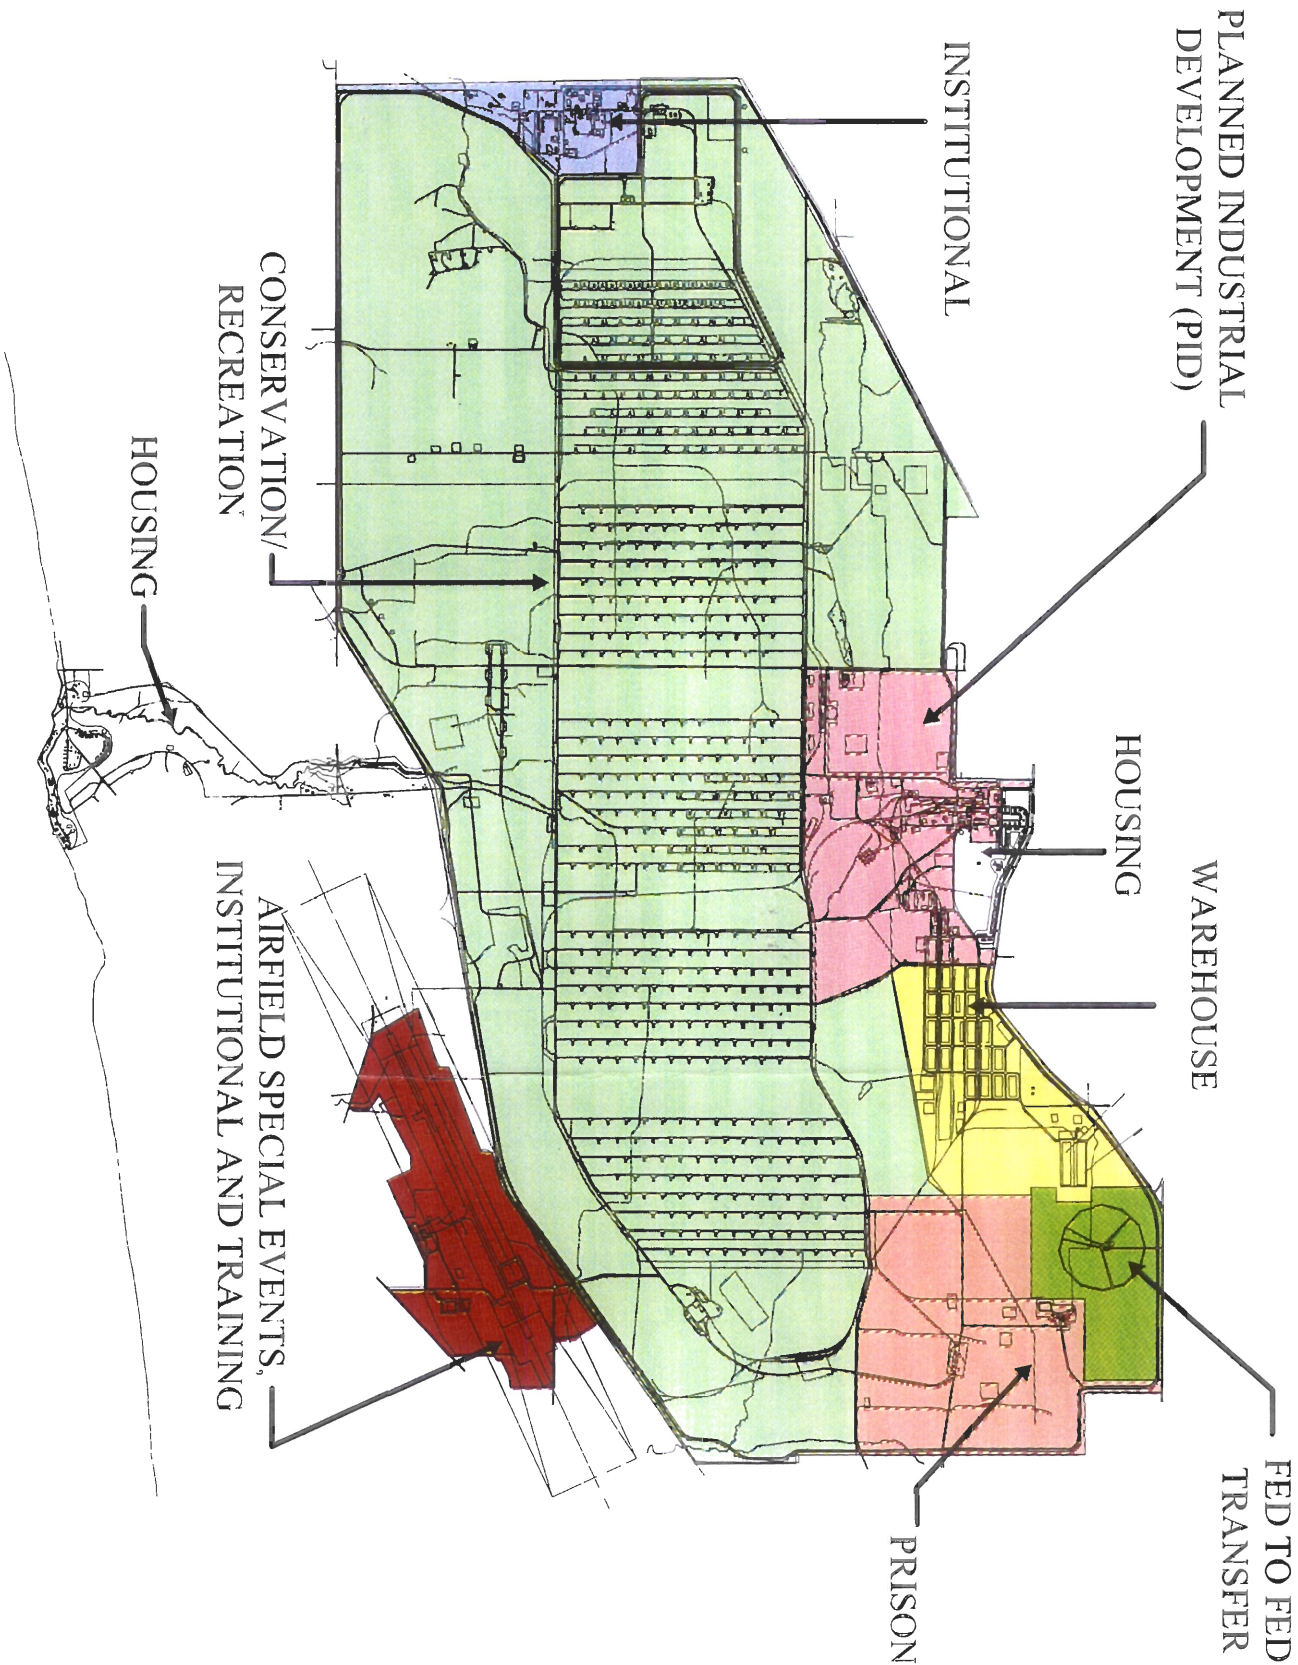 PLANNED INDUSTRIAL
DEVELOPMENT (PID)
INSTITUTIONAL
CONSERVATION/
RECREATION
HOUSING
HOUSING
WAREHOUSE
AIRFIELD SPECIAL EVENTS,
INSTITUTIONAL AND TRAINING
FED TO FED
TRANSFER
PRISON